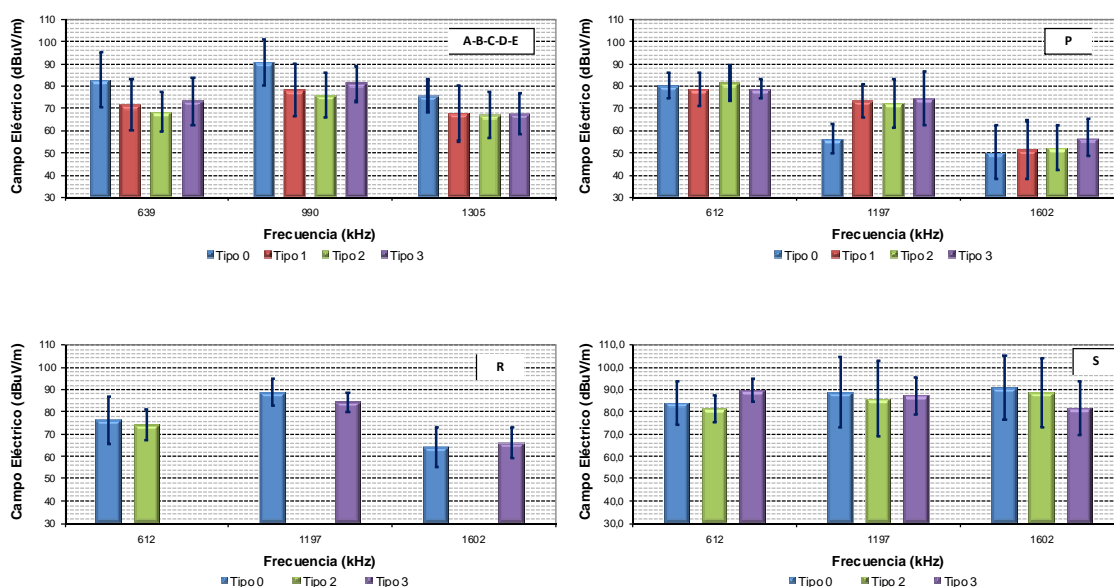 Campo Eléctrico (dBuV/m)
110
100
90
80
70
60
50
40
30
A-B-C-D-E
639 990 1305
Frecuencia (kHz)
Tipo 0 Tipo 1 Tipo 2 Tipo 3
Campo Eléctrico (dBuV/m)
110
100
90
80
70
60
50
40
30
P
612 1197 1602
Frecuencia (kHz)
Tipo 0 Tipo 1 Tipo 2 Tipo 3
Campo Eléctrico (dBuV/m)
110
100
90
80
70
60
50
40
30
R
612 1197 1602
Frecuencia (kHz)
Tipo 0 Tipo 2 Tipo 3
Campo Eléctrico (dBuV/m)
110,0
100,0
90,0
80,0
70,0
60,0
50,0
40,0
30,0
S
612 1197 1602
Frecuencia (kHz)
Tipo 0 Tipo 2 Tipo 3